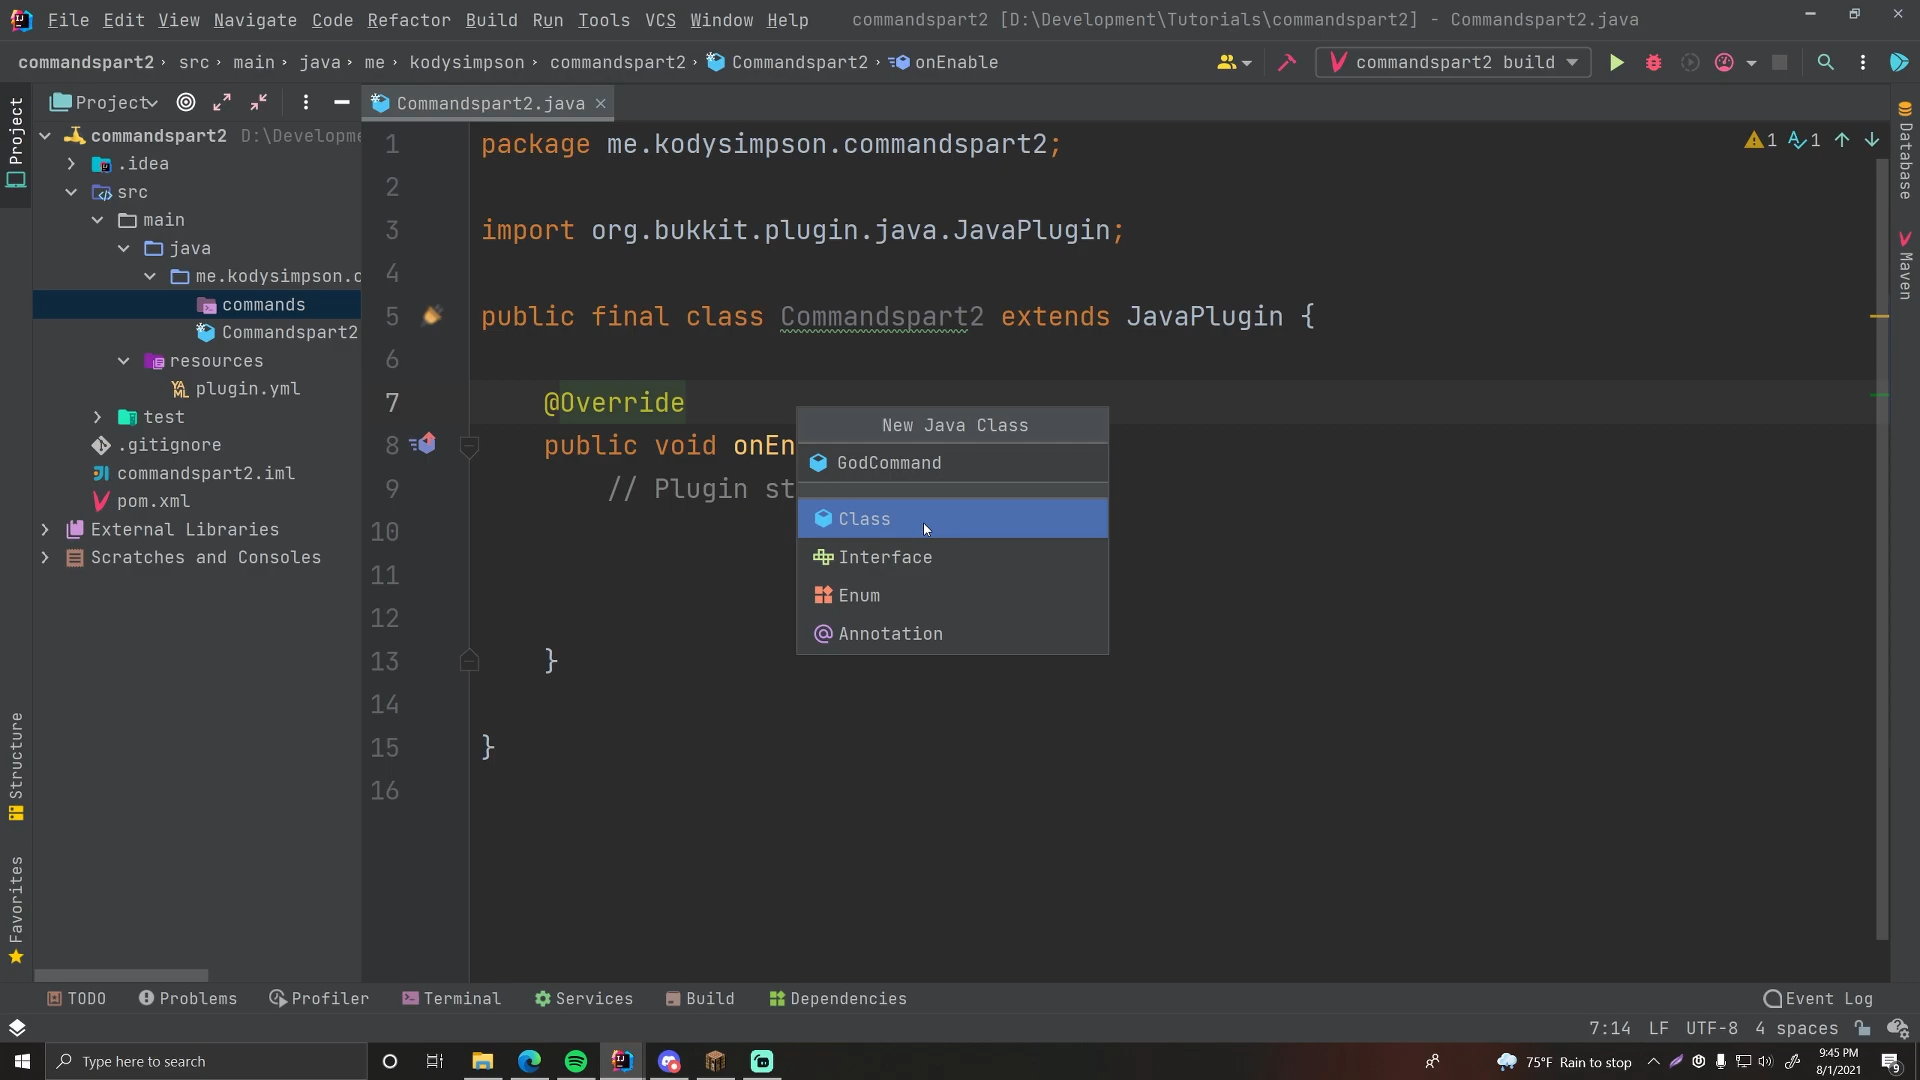 File Edit View Navigate Code Refactor Build Run Tools VCS Window Help commandspart2 [D:\Development\Tutorials\commandspart2] - Commandspart2.java
commandspart2 src main java me kodysimpson commandspart2 Commandspart2 onEnable commandspart2 build
Project
Commandspart2.java
Project
commandspart2 D:\Developme
.idea
src
main
java
me.kodysimpson.c
commands
Commandspart2
resources
plugin.yml
test
.gitignore
commandspart2.iml
pom.xml
External Libraries
Scratches and Consoles
Structure
Favorites
1 package me.kodysimpson.commandspart2;
2
3 import org.bukkit.plugin.java.JavaPlugin;
4
5 public final class Commandspart2 extends JavaPlugin {
6
7 @Override
8 public void onEn
9 // Plugin st
10
11
12
13 }
14
15 }
16
1 1
New Java Class
GodCommand
Class
Interface
Enum
Annotation
Database
Maven
TODO Problems Profiler Terminal Services Build Dependencies Event Log
7:14 LF UTF-8 4 spaces
Type here to search
75°F Rain to stop
9:45 PM
8/1/2021
9